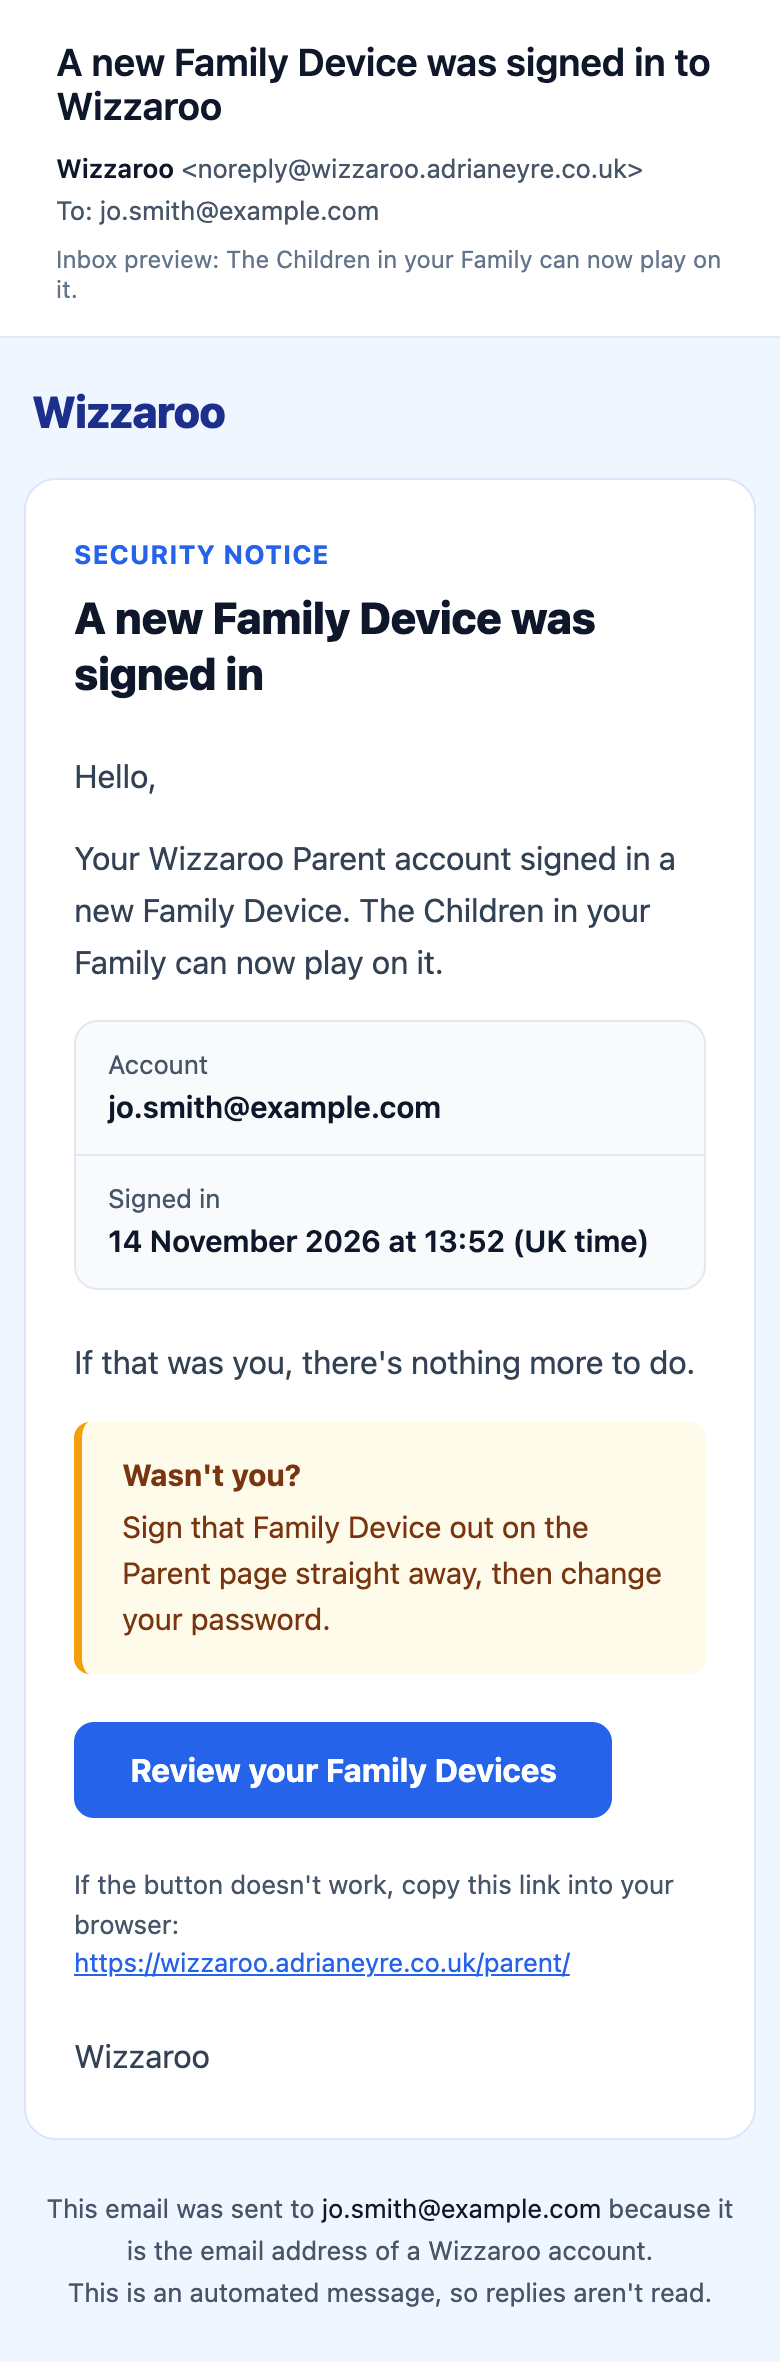 A new Family Device was signed in to
Wizzaroo
Wizzaroo <noreply@wizzaroo.adrianeyre.co.uk>
To: jo.smith@example.com
Inbox preview: The Children in your Family can now play on
it.
Wizzaroo
SECURITY NOTICE
A new Family Device was
signed in
Hello,
Your Wizzaroo Parent account signed in a
new Family Device. The Children in your
Family can now play on it.
Account
jo.smith@example.com
Signed in
14 November 2026 at 13:52 (UK time)
If that was you, there's nothing more to do.
Wasn't you?
Sign that Family Device out on the
Parent page straight away, then change
your password.
Review your Family Devices
If the button doesn't work, copy this link into your
browser:
https://wizzaroo.adrianeyre.co.uk/parent/
Wizzaroo
This email was sent to jo.smith@example.com because it
is the email address of a Wizzaroo account.
This is an automated message, so replies aren't read.